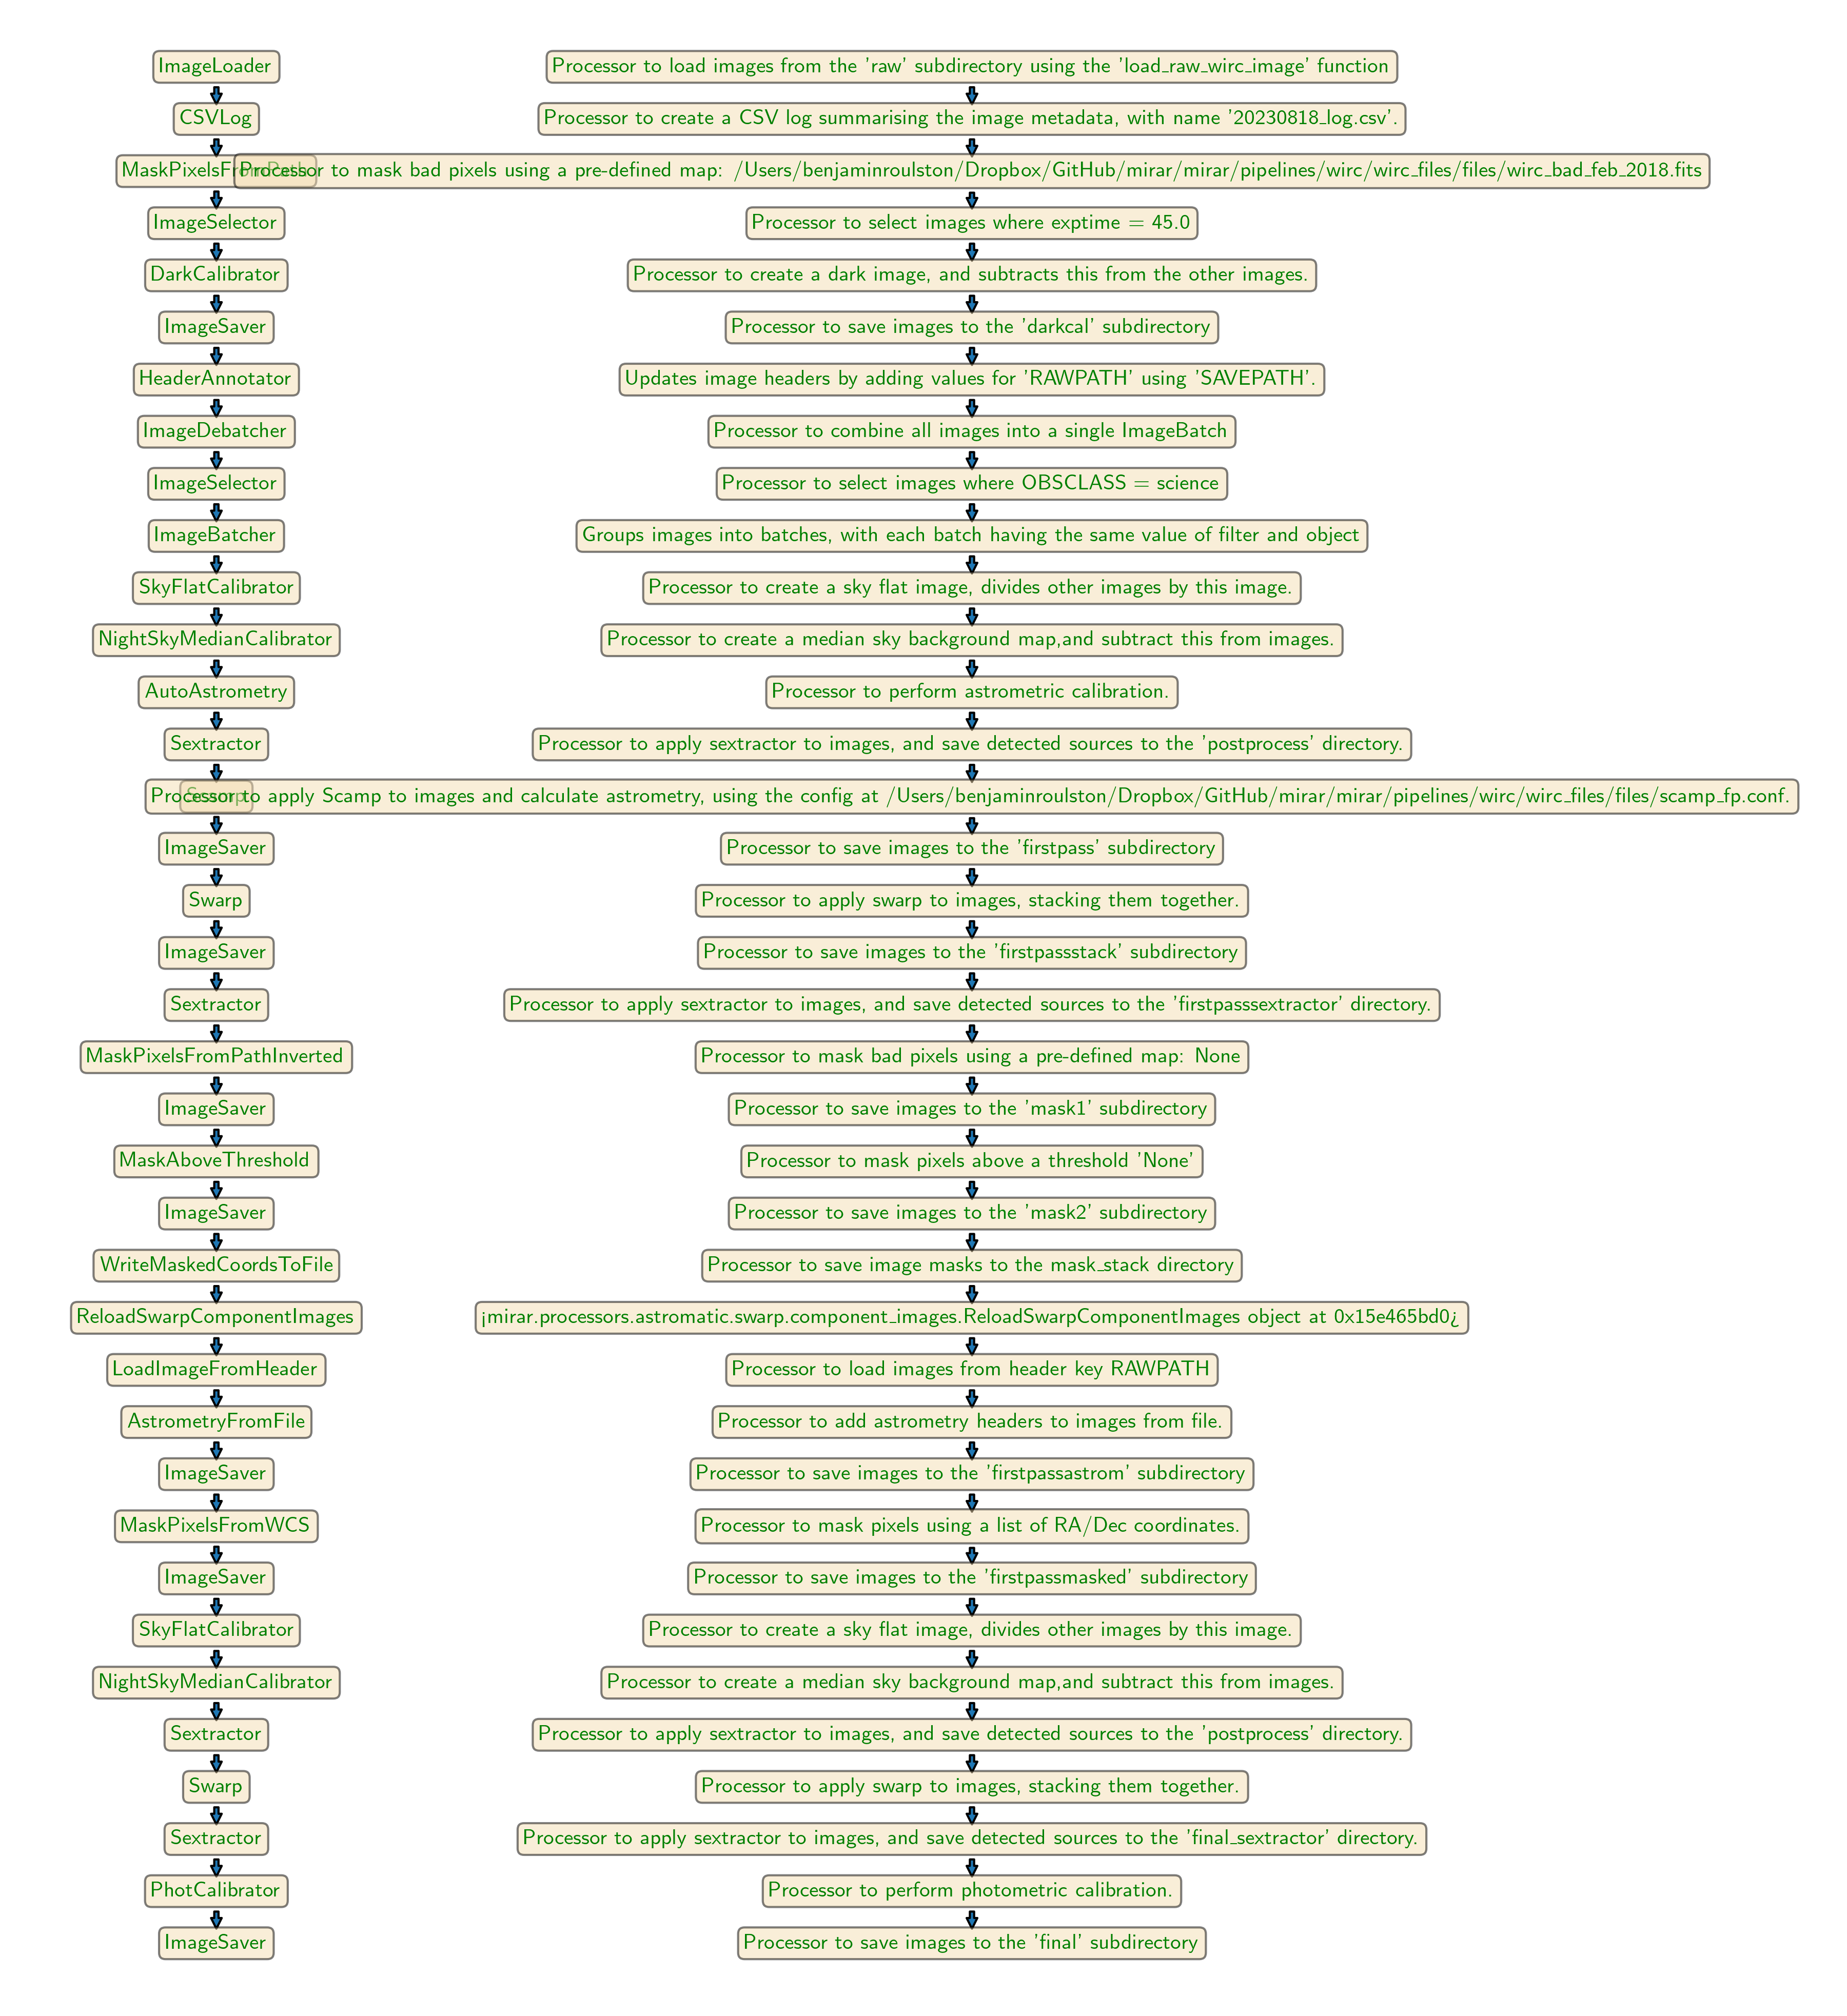 ImageLoader Processor to load images from the 'raw' subdirectory using the 'load_raw_wirc_image' function
CSVLog Processor to create a CSV log summarising the image metadata, with name '20230818_log.csv'.
MaskPixelsFromPath Processor to mask bad pixels using a pre-defined map: /Users/benjaminroulston/Dropbox/GitHub/mirar/mirar/pipelines/wirc/wirc_files/files/wirc_bad_feb_2018.fits
ImageSelector Processor to select images where exptime = 45.0
DarkCalibrator Processor to create a dark image, and subtracts this from the other images.
ImageSaver Processor to save images to the 'darkcal' subdirectory
HeaderAnnotator Updates image headers by adding values for 'RAWPATH' using 'SAVEPATH'.
ImageDebatcher Processor to combine all images into a single ImageBatch
ImageSelector Processor to select images where OBSCLASS = science
ImageBatcher Groups images into batches, with each batch having the same value of filter and object
SkyFlatCalibrator Processor to create a sky flat image, divides other images by this image.
NightSkyMedianCalibrator Processor to create a median sky background map,and subtract this from images.
AutoAstrometry Processor to perform astrometric calibration.
Sextractor Processor to apply sextractor to images, and save detected sources to the 'postprocess' directory.
Scamp Processor to apply Scamp to images and calculate astrometry, using the config at /Users/benjaminroulston/Dropbox/GitHub/mirar/mirar/pipelines/wirc/wirc_files/files/scamp_fp.conf.
ImageSaver Processor to save images to the 'firstpass' subdirectory
Swarp Processor to apply swarp to images, stacking them together.
ImageSaver Processor to save images to the 'firstpassstack' subdirectory
Sextractor Processor to apply sextractor to images, and save detected sources to the 'firstpasssextractor' directory.
MaskPixelsFromPathInverted Processor to mask bad pixels using a pre-defined map: None
ImageSaver Processor to save images to the 'mask1' subdirectory
MaskAboveThreshold Processor to mask pixels above a threshold 'None'
ImageSaver Processor to save images to the 'mask2' subdirectory
WriteMaskedCoordsToFile Processor to save image masks to the mask_stack directory
ReloadSwarpComponentImages ¡mirar.processors.astromatic.swarp.component_images.ReloadSwarpComponentImages object at 0x15e465bd0¿
LoadImageFromHeader Processor to load images from header key RAWPATH
AstrometryFromFile Processor to add astrometry headers to images from file.
ImageSaver Processor to save images to the 'firstpassastrom' subdirectory
MaskPixelsFromWCS Processor to mask pixels using a list of RA/Dec coordinates.
ImageSaver Processor to save images to the 'firstpassmasked' subdirectory
SkyFlatCalibrator Processor to create a sky flat image, divides other images by this image.
NightSkyMedianCalibrator Processor to create a median sky background map,and subtract this from images.
Sextractor Processor to apply sextractor to images, and save detected sources to the 'postprocess' directory.
Swarp Processor to apply swarp to images, stacking them together.
Sextractor Processor to apply sextractor to images, and save detected sources to the 'final_sextractor' directory.
PhotCalibrator Processor to perform photometric calibration.
ImageSaver Processor to save images to the 'final' subdirectory